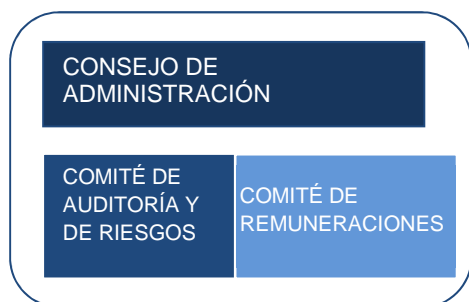 CONSEJO DE
ADMINISTRACIÓN
COMITÉ DE
AUDITORÍA Y
DE RIESGOS
COMITÉ DE
REMUNERACIONES